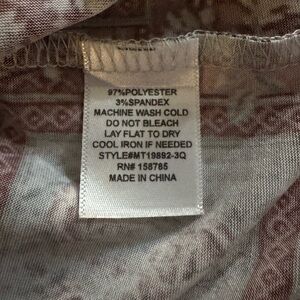 97%POLYESTER
3%SPANDEX
MACHINE WASH COLD
DO NOT BLEACH
LAY FLAT TO DRY
COOL IRON IF NEEDED
STYLE#MT19892-3Q
RN# 158785
MADE IN CHINA